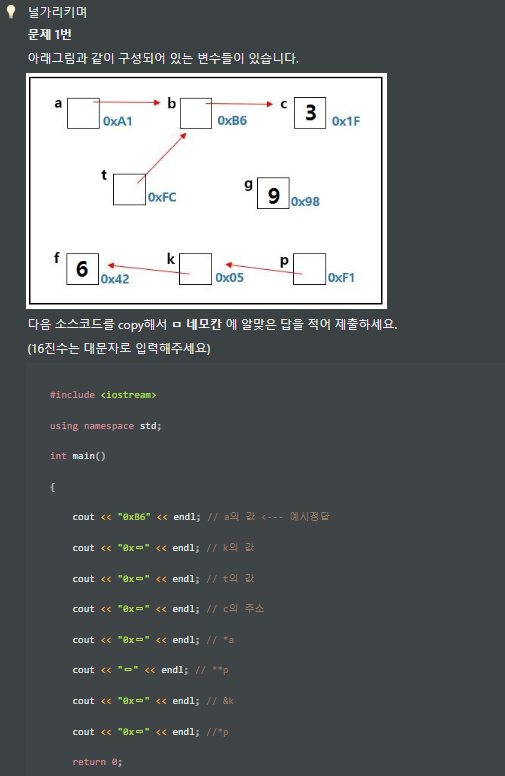 널가리키며
문제 1번
아래그림과 같이 구성되어 있는 변수들이 있습니다.
a b c 3
0xA1 0xB6 0x1F
t g 9
0xFC 0x98
f 6 k p
0x42 0x05 0xF1
다음 소스코드를 copy해서 ㅁ 네모칸 에 알맞은 답을 적어 제출하세요.
(16진수는 대문자로 입력해주세요)
#include <iostream>
using namespace std;
int main()
{
cout << "0xB6" << endl; // a의 값 <--- 예시정답
cout << "0xㅁ" << endl; // k의 값
cout << "0xㅁ" << endl; // t의 값
cout << "0xㅁ" << endl; // c의 주소
cout << "0xㅁ" << endl; // *a
cout << "ㅁ" << endl; // **p
cout << "0xㅁ" << endl; // &k
cout << "0xㅁ" << endl; //*p
return 0;